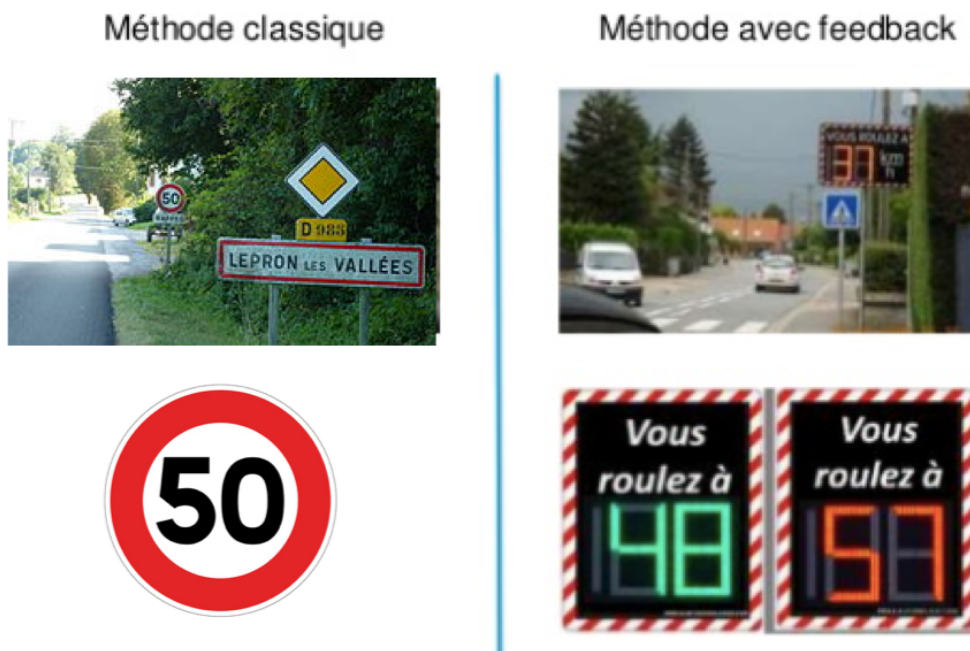 Méthode classique
Méthode avec feedback
50
RAPPEL
D 983
LEPRON LES VALLÉES
VOUS ROULEZ A
37 km
h
50
Vous
roulez à
48
Vous
roulez à
57